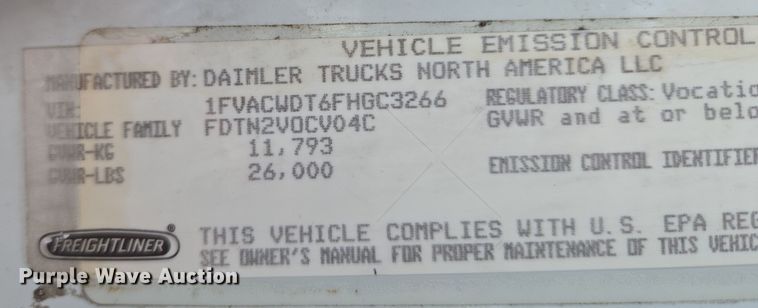 VEHICLE EMISSION CONTROL
MANUFACTURED BY: DAIMLER TRUCKS NORTH AMERICA LLC
VIN: 1FVACWDT6FHGC3266 REGULATORY CLASS: Vocatio
VEHICLE FAMILY FDTN2VOCV04C GVWR and at or belo
GVWR-KG 11,793
GVWR-LBS 26,000 EMISSION CONTROL IDENTIFIER
FREIGHTLINER®
THIS VEHICLE COMPLIES WITH U.S. EPA REG
SEE OWNER'S MANUAL FOR PROPER MAINTENANCE OF THIS VEHIC
Purple Wave Auction